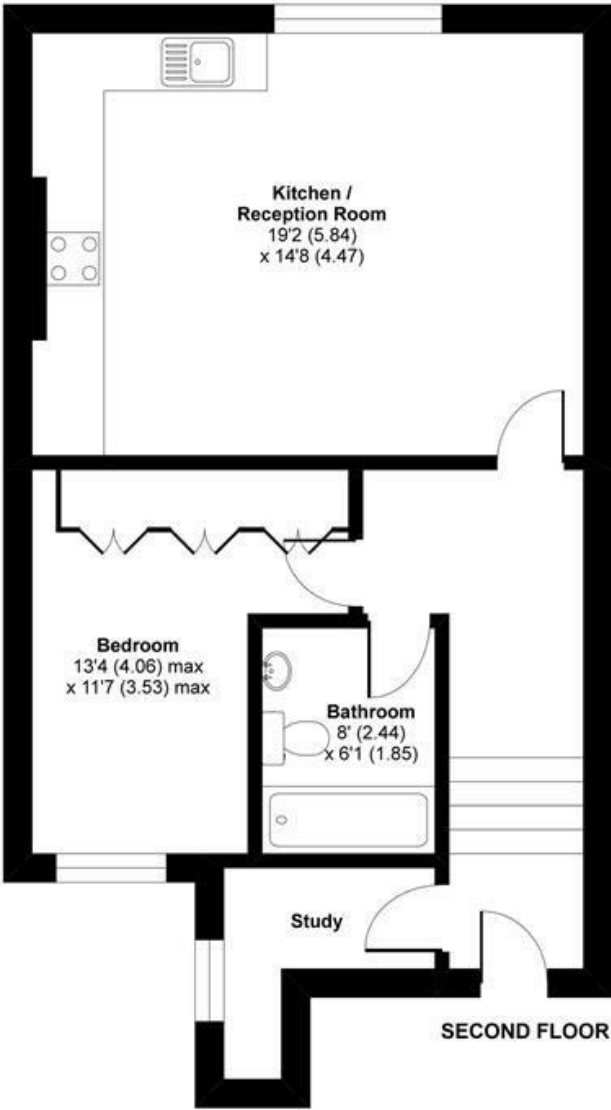 Kitchen /
Reception Room
19'2 (5.84)
x 14'8 (4.47)
Bedroom
13'4 (4.06) max
x 11'7 (3.53) max
Bathroom
8' (2.44)
x 6'1 (1.85)
Study
SECOND FLOOR